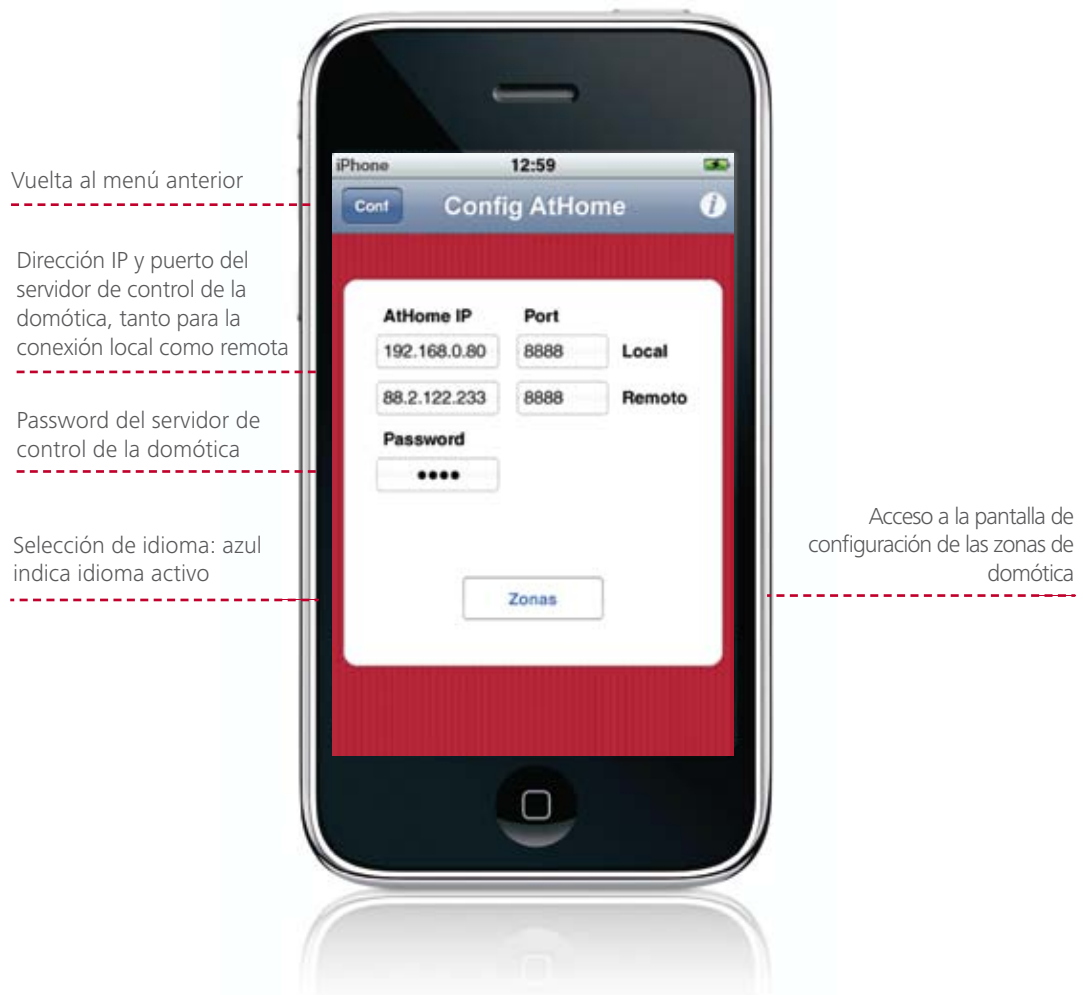 Vuelta al menú anterior
Dirección IP y puerto del
servidor de control de la
domótica, tanto para la
conexión local como remota
Password del servidor de
control de la domótica
Selección de idioma: azul
indica idioma activo
iPhone 12:59
Conf Config AtHome i
AtHome IP Port
192.168.0.80 8888 Local
88.2.122.233 8888 Remoto
Password
••••
Zonas
Acceso a la pantalla de
configuración de las zonas de
domótica